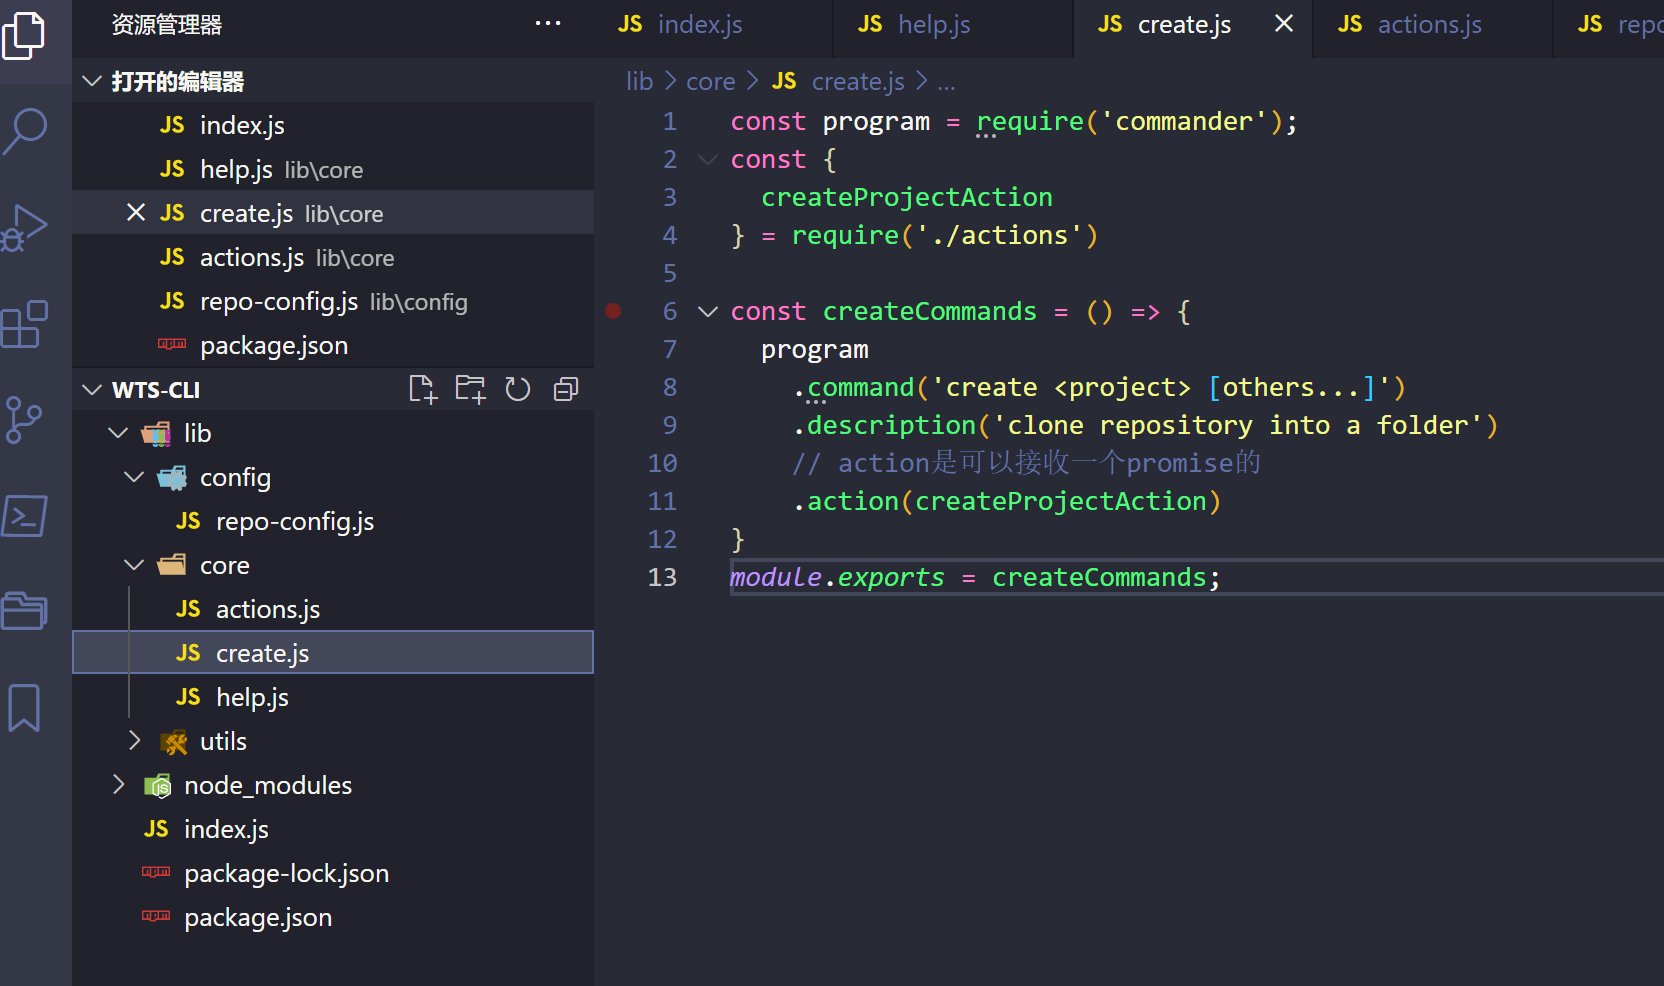 资源管理器
···
打开的编辑器
JS index.js
JS help.js lib\core
JS create.js lib\core
JS actions.js lib\core
JS repo-config.js lib\config
package.json
WTS-CLI
lib
config
JS repo-config.js
core
JS actions.js
JS create.js
JS help.js
utils
node_modules
JS index.js
package-lock.json
package.json
JS index.js
JS help.js
JS create.js
JS actions.js
JS repo
lib > core > JS create.js > ...
1 const program = require('commander');
2 const {
3 createProjectAction
4 } = require('./actions')
5
6 const createCommands = () => {
7 program
8 .command('create <project> [others...]')
9 .description('clone repository into a folder')
10 // action是可以接收一个promise的
11 .action(createProjectAction)
12 }
13 module.exports = createCommands;